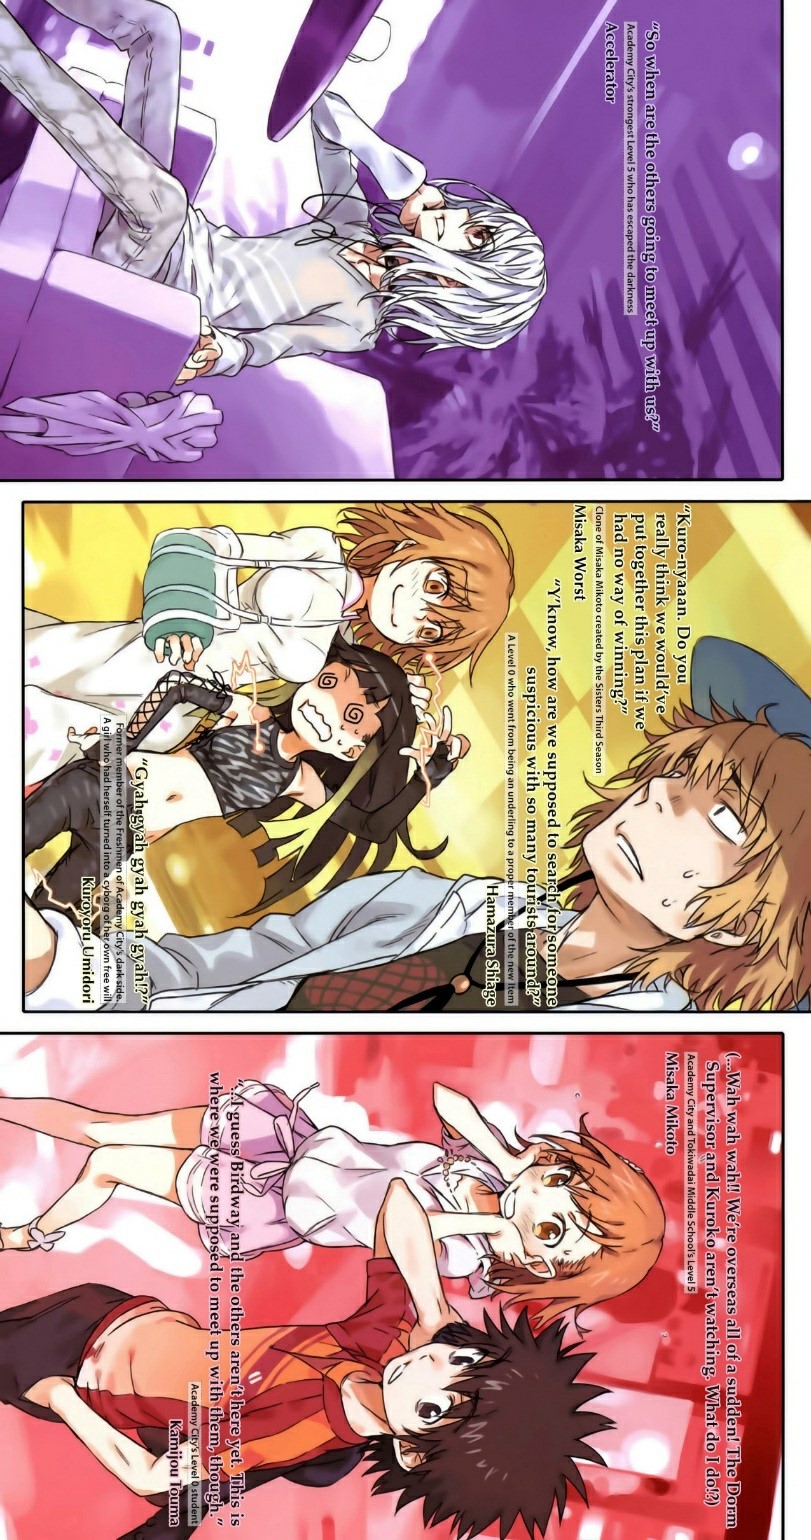 “So when are the others going to meet up with us?”
Academy City's strongest Level 5 who has escaped the darkness
Accelerator
“Kuro-nyaaan. Do you
really think we would've
put together this plan if we
had no way of winning?”
Clone of Misaka Mikoto created by the Sisters Third Season
Misaka Worst
“Y'know, how are we supposed to search for someone
suspicious with so many tourists around?”
A Level 0 who went from being an underling to a proper member of the new Item
Hamazura Shiage
“Gyah gyah gyah gyah gyah!?”
Former member of the Freshmen of Academy City's dark side.
A girl who had herself turned into a cyborg of her own free will
Kuroyoru Umidori
(...Wah wah wah!! We're overseas all of a sudden! The Dorm
Supervisor and Kuroko aren't watching. What do I do!?)
Academy City and Tokiwadai Middle School's Level 5
Misaka Mikoto
“...I guess Birdway and the others aren't here yet. This is
where we were supposed to meet up with them, though.”
Academy City's Level 0 student
Kamijou Touma